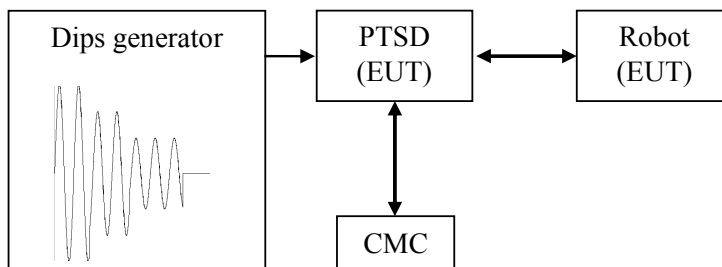 Dips generator
PTSD
(EUT)
Robot
(EUT)
CMC